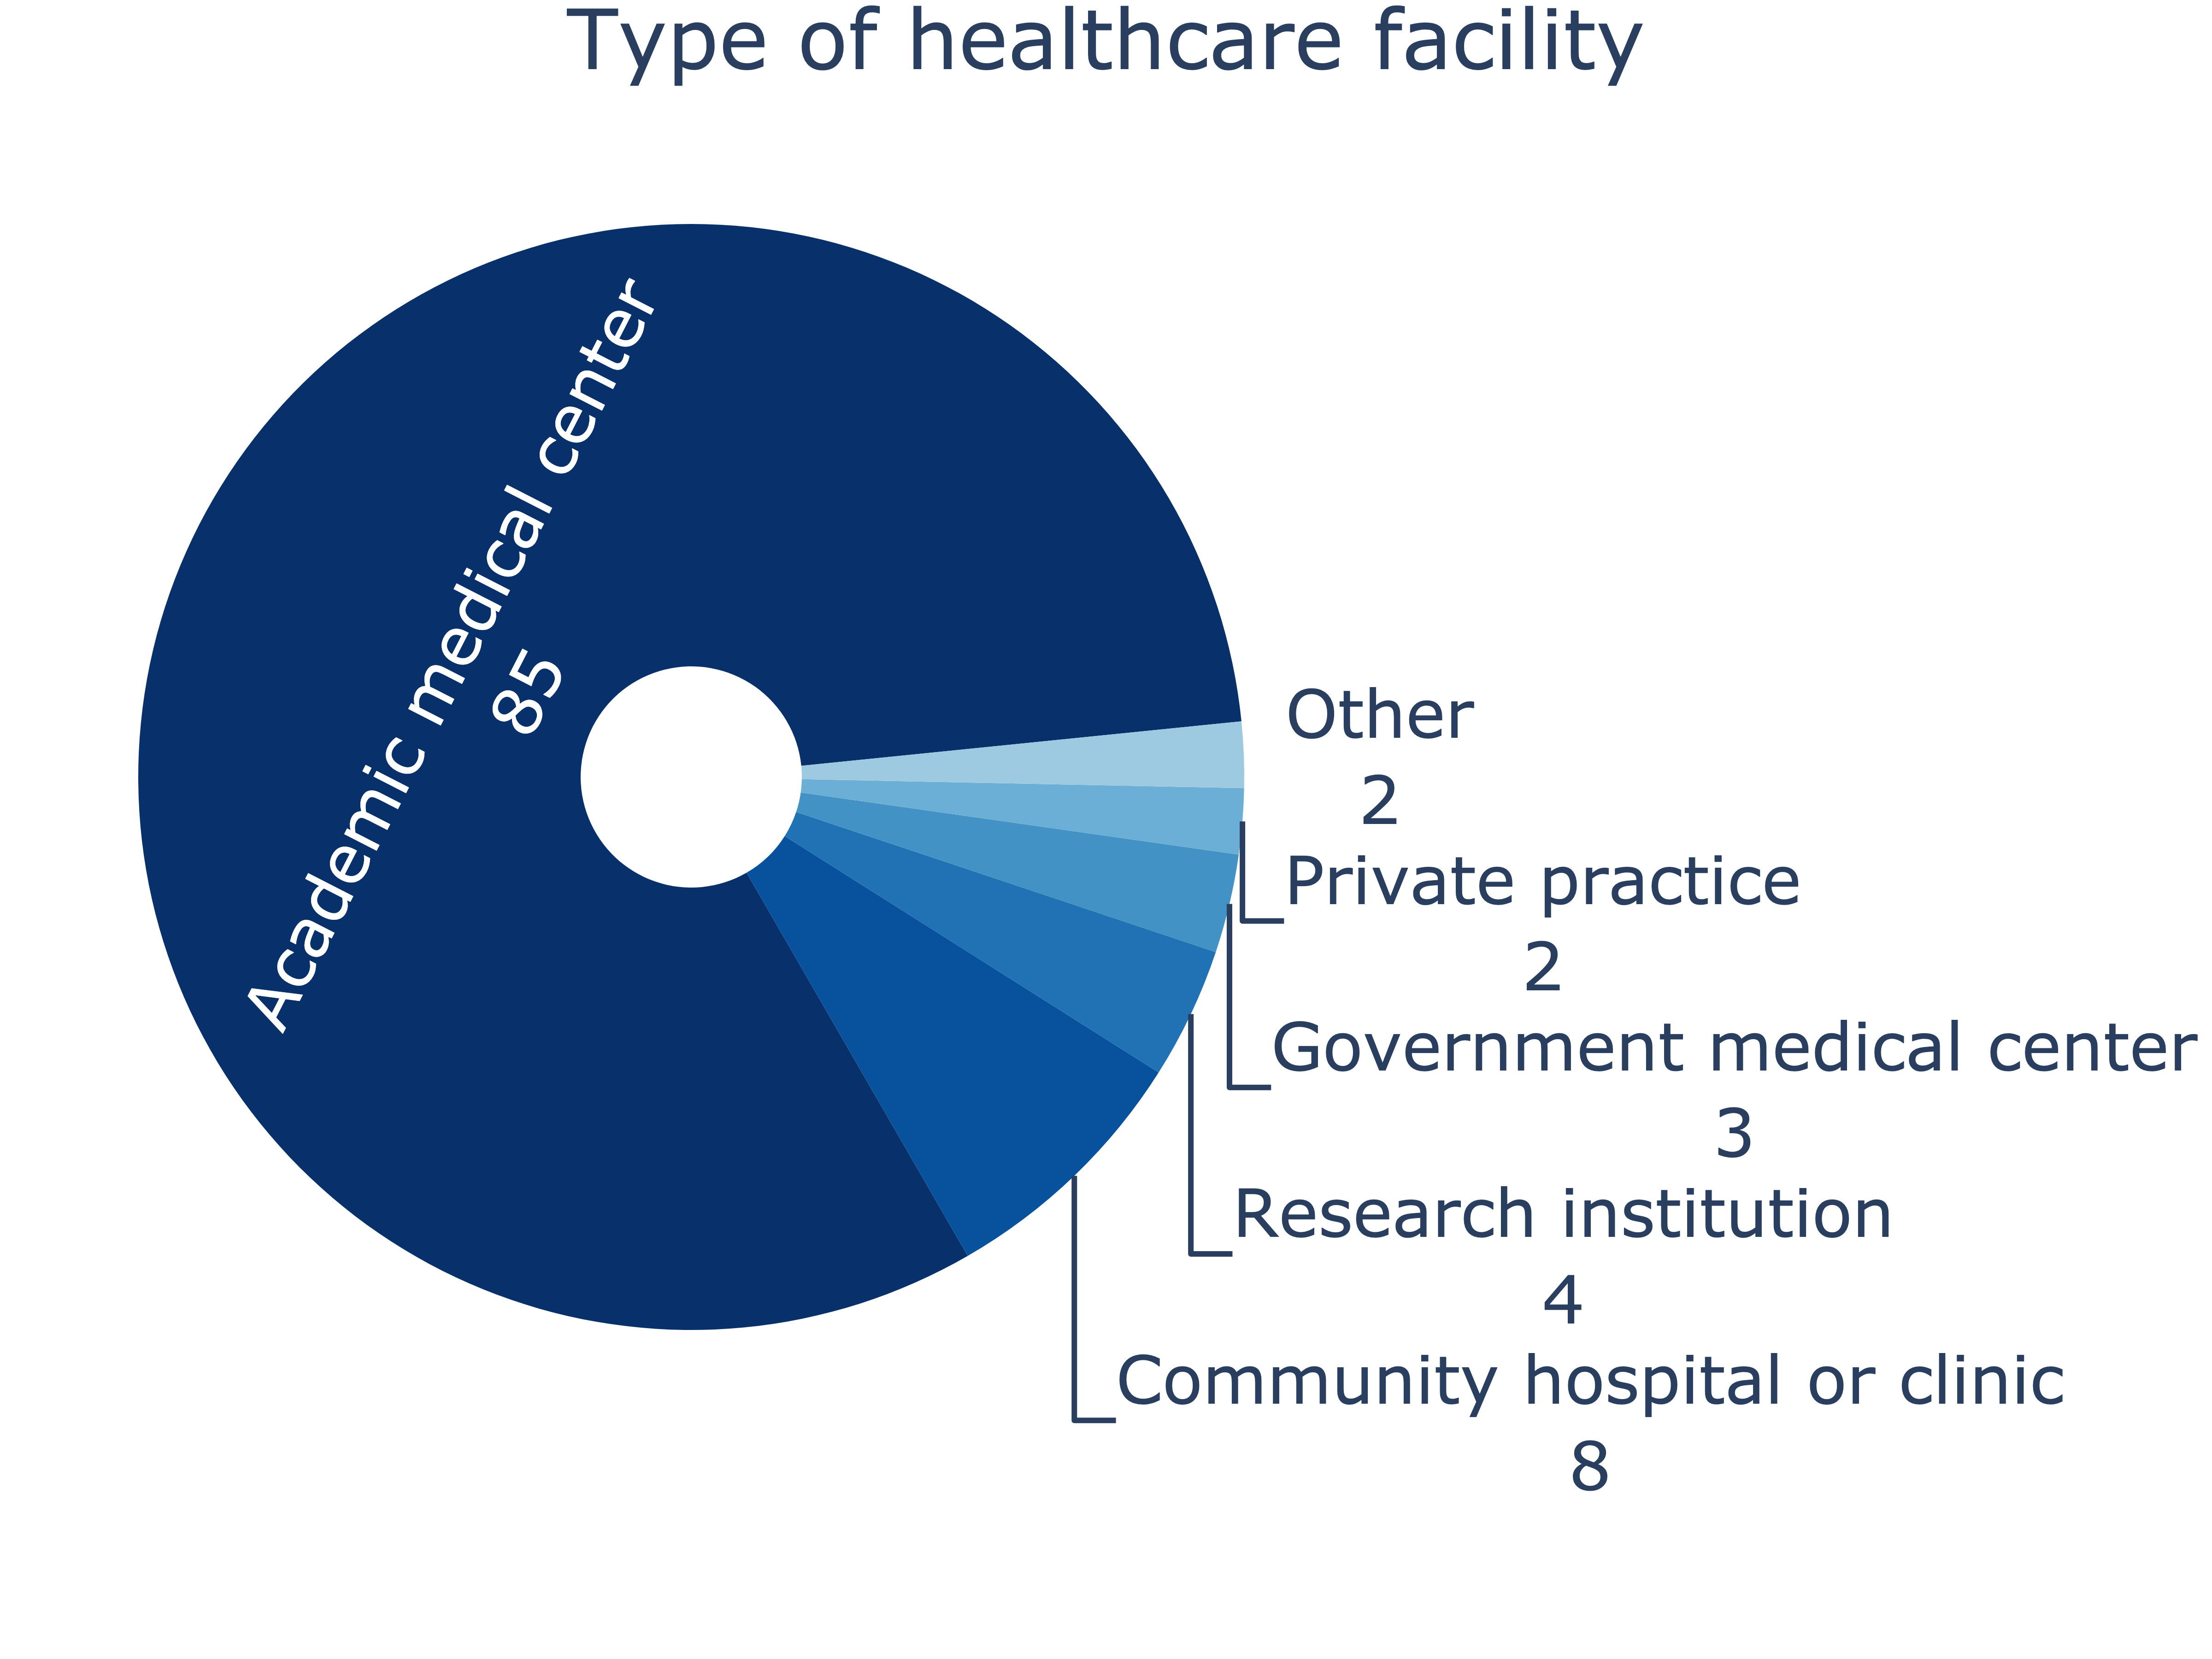 Type of healthcare facility
Academic medical center
85
Other
2
Private practice
2
Government medical center
3
Research institution
4
Community hospital or clinic
8